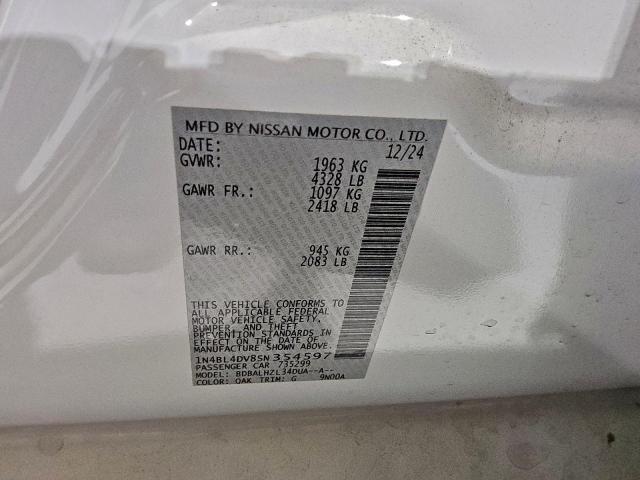 MFD BY NISSAN MOTOR CO., LTD.
DATE: 12/24
GVWR: 1963 KG
4328 LB
GAWR FR.: 1097 KG
2418 LB
GAWR RR.: 945 KG
2083 LB
THIS VEHICLE CONFORMS TO
ALL APPLICABLE FEDERAL
MOTOR VEHICLE SAFETY,
BUMPER, AND THEFT
PREVENTION STANDARDS IN
EFFECT ON THE DATE OF
MANUFACTURE SHOWN ABOVE.
1N4BL4DV8SN354597
PASSENGER CAR 735299
MODEL: BDBALHZL34DUA--A--
COLOR: QAK TRIM: G 9N00A